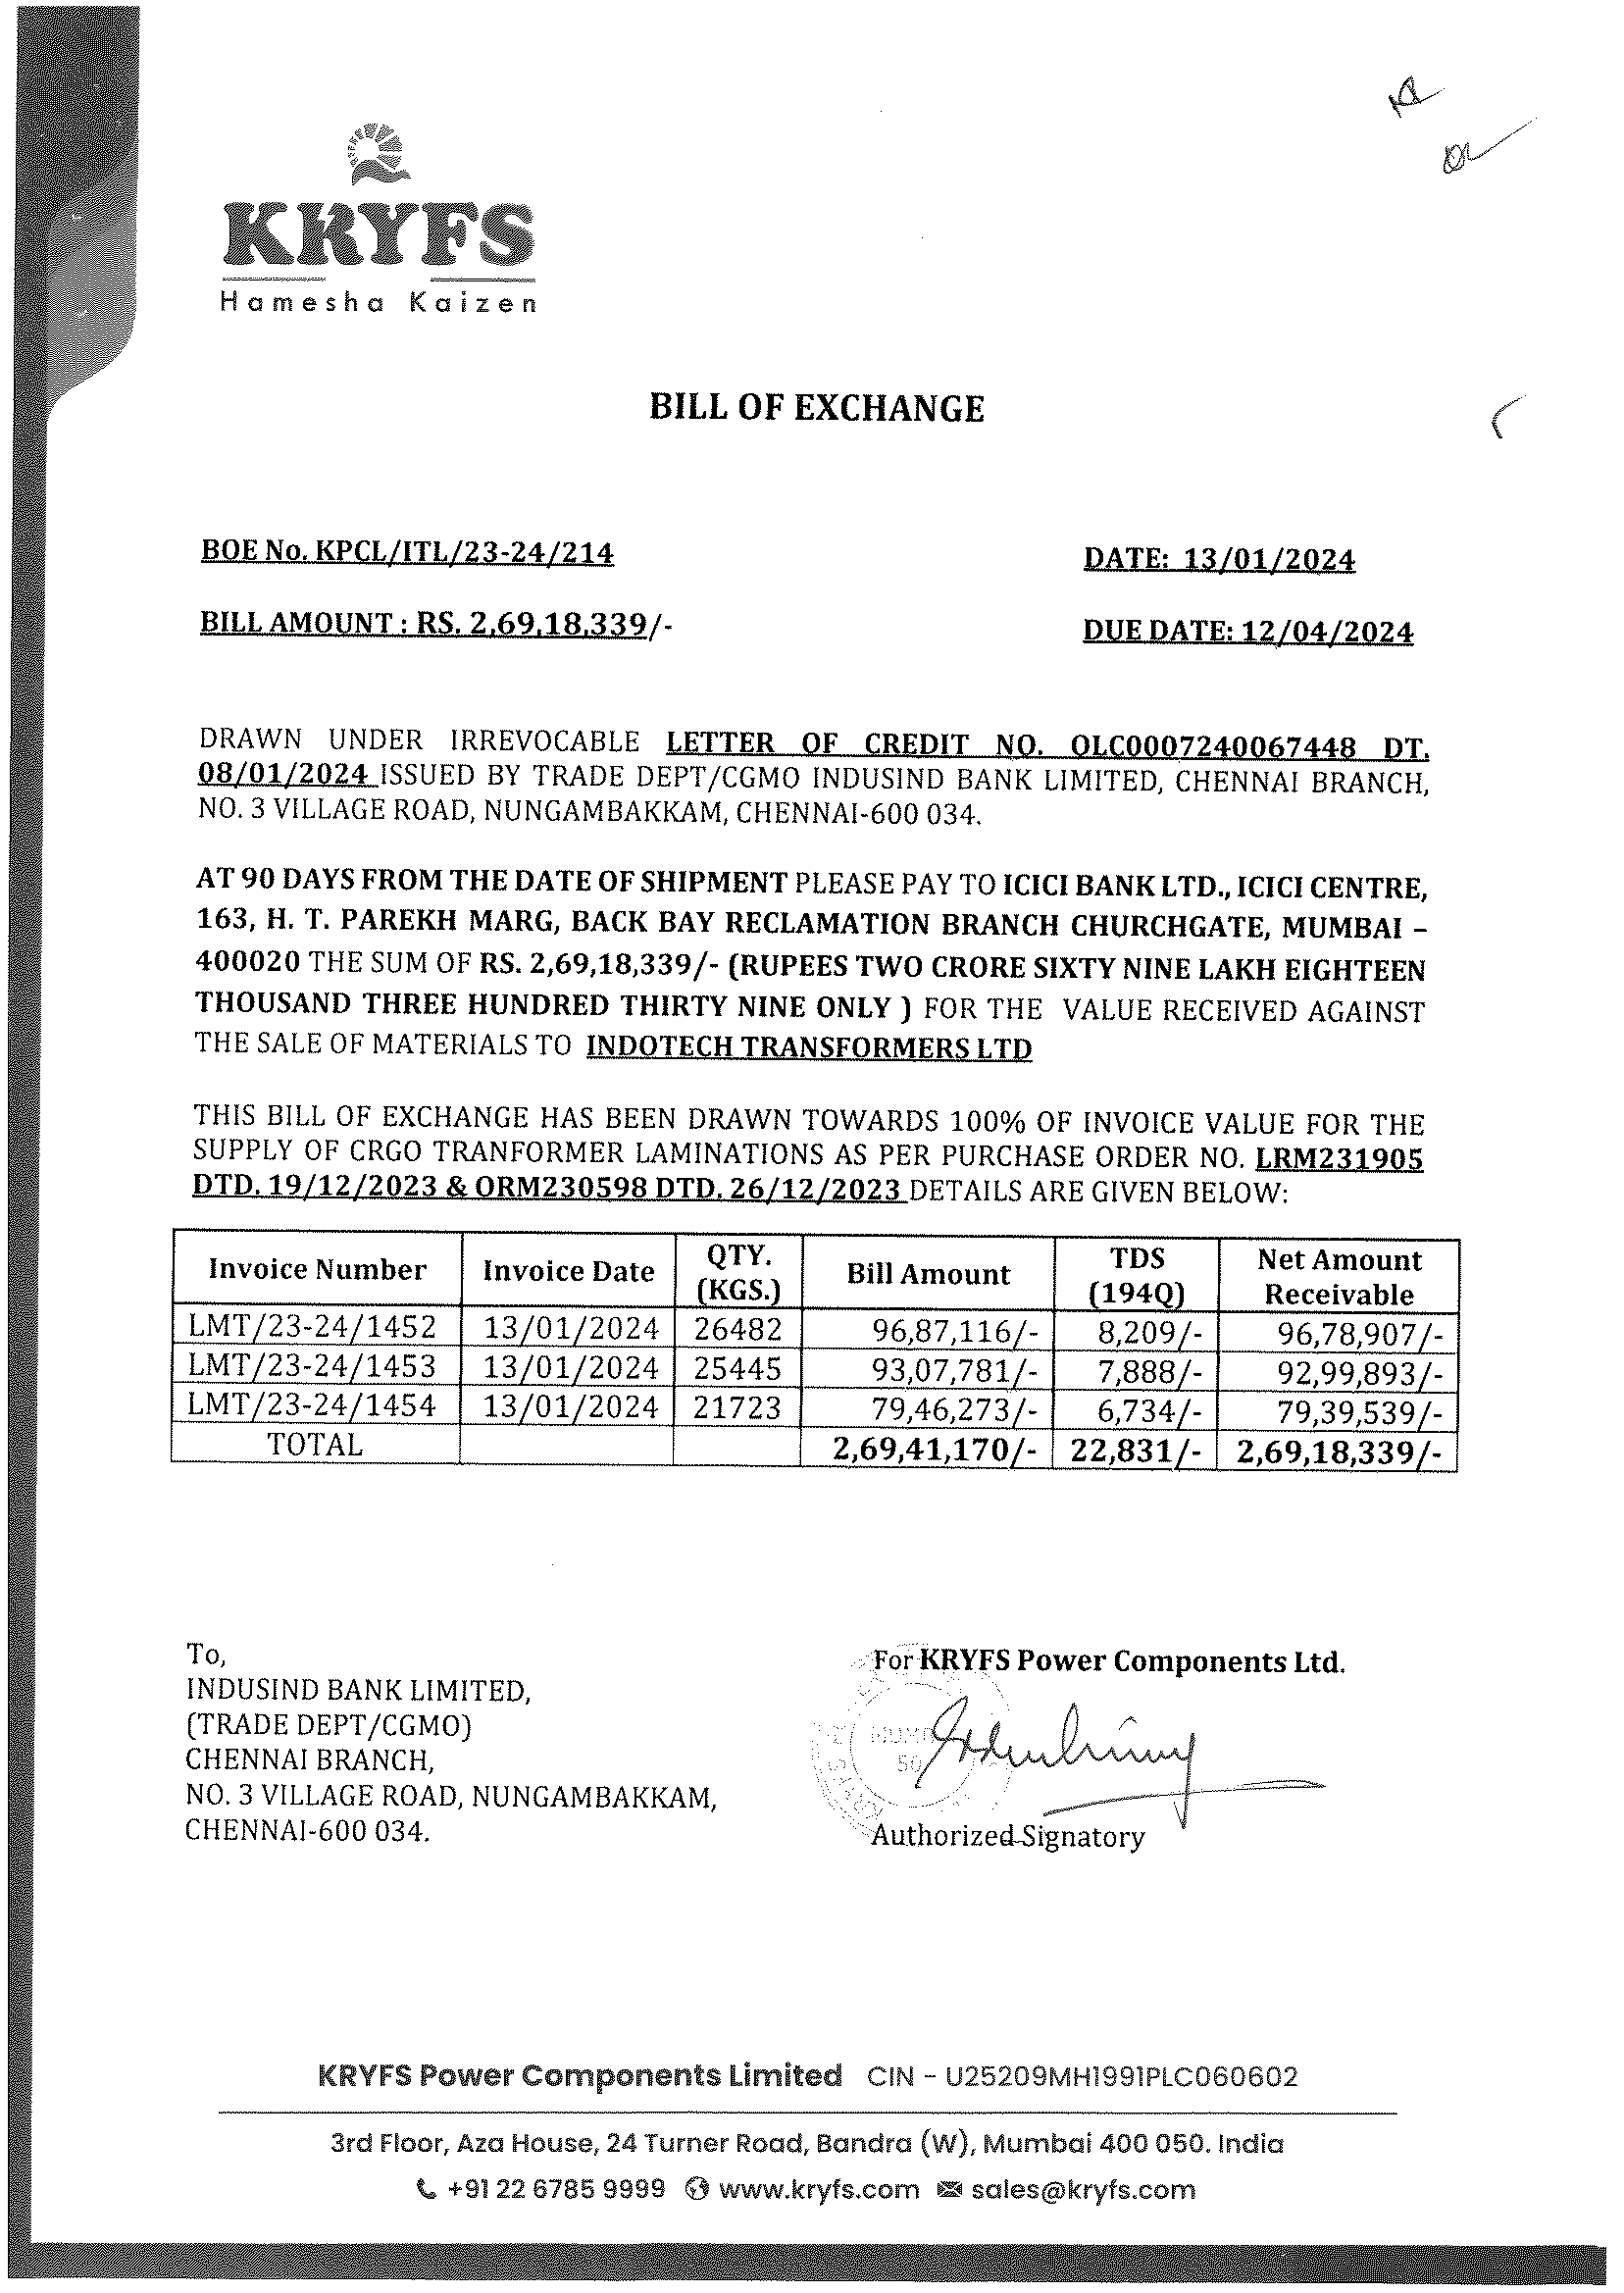 KRYFS
Hamesha Kaizen
BILL OF EXCHANGE
BOE No. KPCL/ITL/23-24/214
DATE: 13/01/2024
BILL AMOUNT : RS. 2,69,18,339/-
DUE DATE: 12/04/2024
DRAWN UNDER IRREVOCABLE LETTER OF CREDIT NO. OLC0007240067448 DT.
08/01/2024 ISSUED BY TRADE DEPT/CGMO INDUSIND BANK LIMITED, CHENNAI BRANCH,
NO. 3 VILLAGE ROAD, NUNGAMBAKKAM, CHENNAI-600 034.
AT 90 DAYS FROM THE DATE OF SHIPMENT PLEASE PAY TO ICICI BANK LTD., ICICI CENTRE,
163, H. T. PAREKH MARG, BACK BAY RECLAMATION BRANCH CHURCHGATE, MUMBAI –
400020 THE SUM OF RS. 2,69,18,339/- (RUPEES TWO CRORE SIXTY NINE LAKH EIGHTEEN
THOUSAND THREE HUNDRED THIRTY NINE ONLY ) FOR THE VALUE RECEIVED AGAINST
THE SALE OF MATERIALS TO INDOTECH TRANSFORMERS LTD
THIS BILL OF EXCHANGE HAS BEEN DRAWN TOWARDS 100% OF INVOICE VALUE FOR THE
SUPPLY OF CRGO TRANFORMER LAMINATIONS AS PER PURCHASE ORDER NO. LRM231905
DTD. 19/12/2023 & ORM230598 DTD. 26/12/2023 DETAILS ARE GIVEN BELOW:
Invoice Number Invoice Date QTY. (KGS.) Bill Amount TDS (194Q) Net Amount Receivable
LMT/23-24/1452 13/01/2024 26482 96,87,116/- 8,209/- 96,78,907/-
LMT/23-24/1453 13/01/2024 25445 93,07,781/- 7,888/- 92,99,893/-
LMT/23-24/1454 13/01/2024 21723 79,46,273/- 6,734/- 79,39,539/-
TOTAL 2,69,41,170/- 22,831/- 2,69,18,339/-
To,
INDUSIND BANK LIMITED,
(TRADE DEPT/CGMO)
CHENNAI BRANCH,
NO. 3 VILLAGE ROAD, NUNGAMBAKKAM,
CHENNAI-600 034.
For KRYFS Power Components Ltd.
Authorized Signatory
KRYFS Power Components Limited CIN - U25209MH1991PLC060602
3rd Floor, Aza House, 24 Turner Road, Bandra (W), Mumbai 400 050. India
+91 22 6785 9999 www.kryfs.com sales@kryfs.com